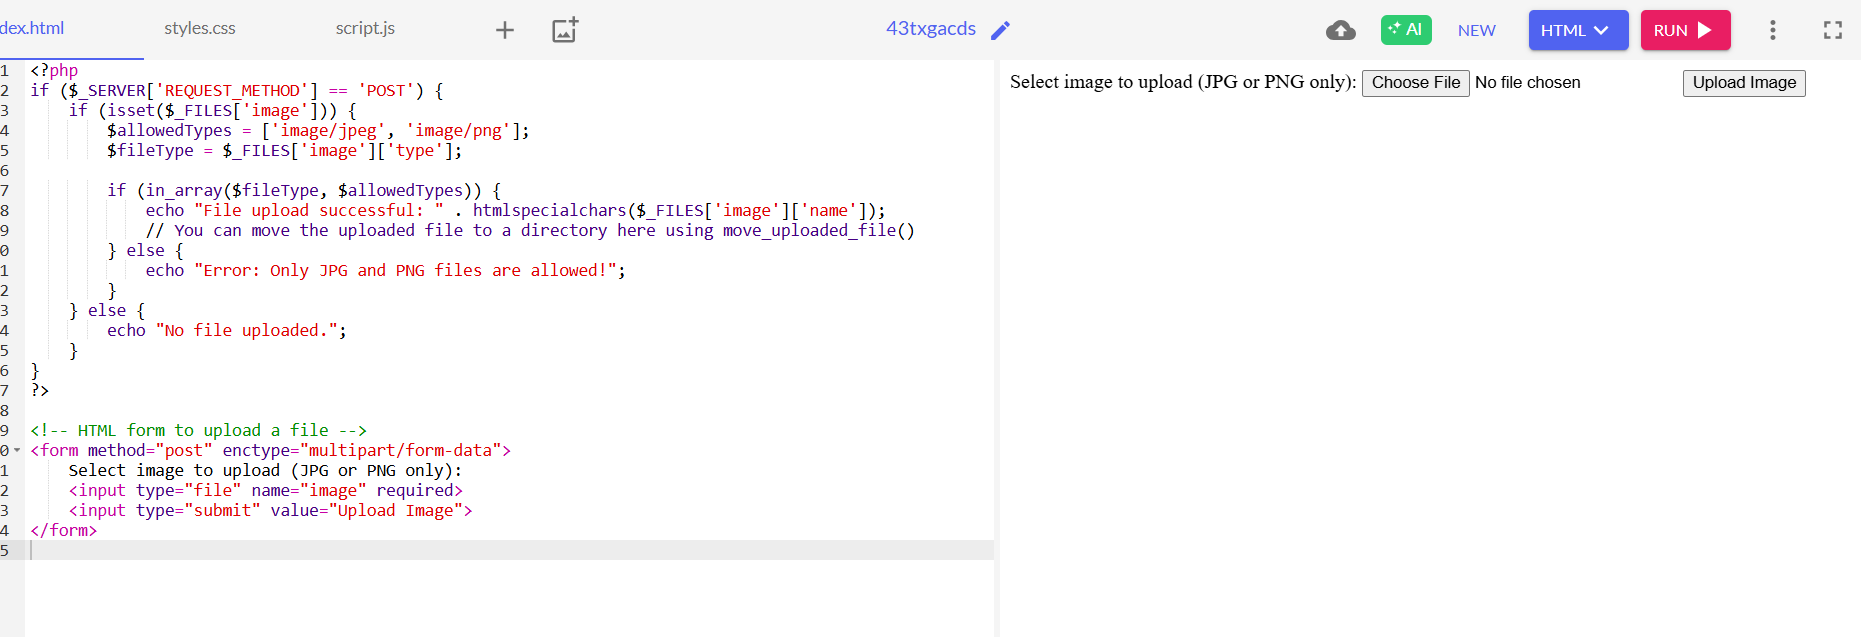 dex.html styles.css script.js 43txgacds AI NEW HTML RUN
1 <?php
2 if ($_SERVER['REQUEST_METHOD'] == 'POST') {
3 if (isset($_FILES['image'])) {
4 $allowedTypes = ['image/jpeg', 'image/png'];
5 $fileType = $_FILES['image']['type'];
6
7 if (in_array($fileType, $allowedTypes)) {
8 echo "File upload successful: " . htmlspecialchars($_FILES['image']['name']);
9 // You can move the uploaded file to a directory here using move_uploaded_file()
0 } else {
1 echo "Error: Only JPG and PNG files are allowed!";
2 }
3 } else {
4 echo "No file uploaded.";
5 }
6 }
7 ?>
8
9 <!-- HTML form to upload a file -->
0 <form method="post" enctype="multipart/form-data">
1 Select image to upload (JPG or PNG only):
2 <input type="file" name="image" required>
3 <input type="submit" value="Upload Image">
4 </form>
5
Select image to upload (JPG or PNG only): Choose File No file chosen Upload Image